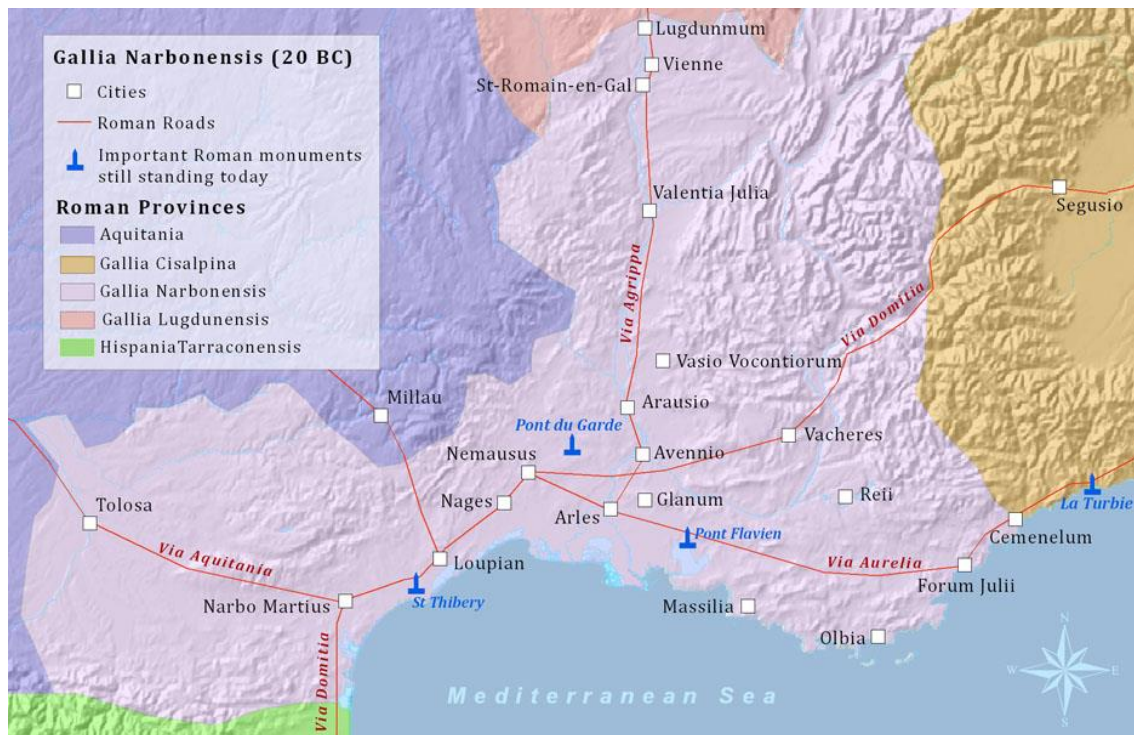 Gallia Narbonensis (20 BC)
Cities
Roman Roads
Important Roman monuments
still standing today
Roman Provinces
Aquitania
Gallia Cisalpina
Gallia Narbonensis
Gallia Lugdunensis
HispaniaTarraconensis
Lugdunmum
Vienne
St-Romain-en-Gal
Valentia Julia
Segusio
Via Agrippa
Via Domitia
Vasio Vocontiorum
Millau
Arausio
Pont du Garde
Vacheres
Nemausus
Avennio
Tolosa
Nages
Glanum
Reii
La Turbie
Arles
Pont Flavien
Cemenelum
Via Aquitania
Loupian
Via Aurelia
Forum Julii
Narbo Martius
St Thibery
Massilia
Olbia
Via Domitia
Mediterranean Sea
N
W
E
S